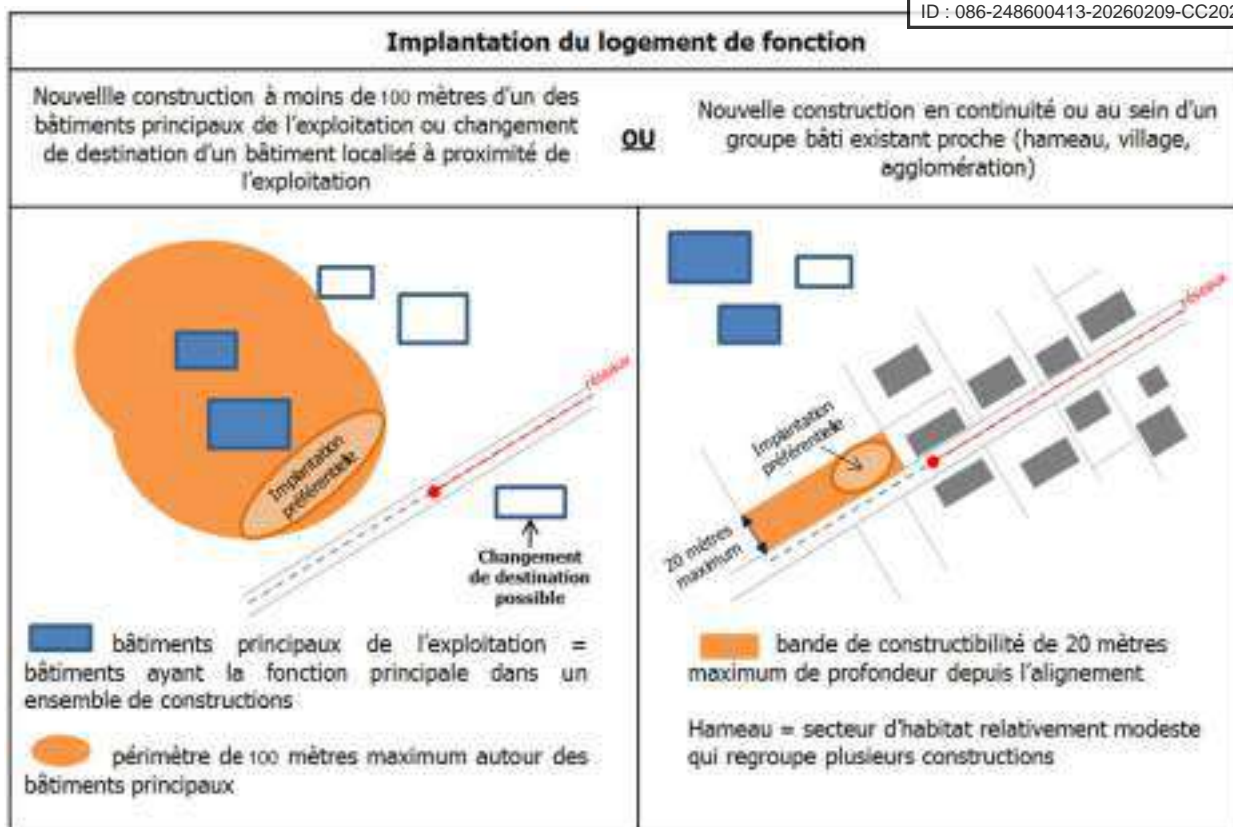 ID : 086-248600413-20260209-CC202
Implantation du logement de fonction
Nouvellle construction à moins de 100 mètres d'un des
bâtiments principaux de l'exploitation ou changement
de destination d'un bâtiment localisé à proximité de
l'exploitation
OU
Nouvelle construction en continuité ou au sein d'un
groupe bâti existant proche (hameau, village,
agglomération)
réseaux
Implantation
préférentielle
Changement
de destination
possible
bâtiments principaux de l'exploitation =
bâtiments ayant la fonction principale dans un
ensemble de constructions
périmètre de 100 mètres maximum autour des
bâtiments principaux
réseaux
Implantation
préférentielle
20 mètres
maximum
bande de constructibilité de 20 mètres
maximum de profondeur depuis l'alignement
Hameau = secteur d'habitat relativement modeste
qui regroupe plusieurs constructions